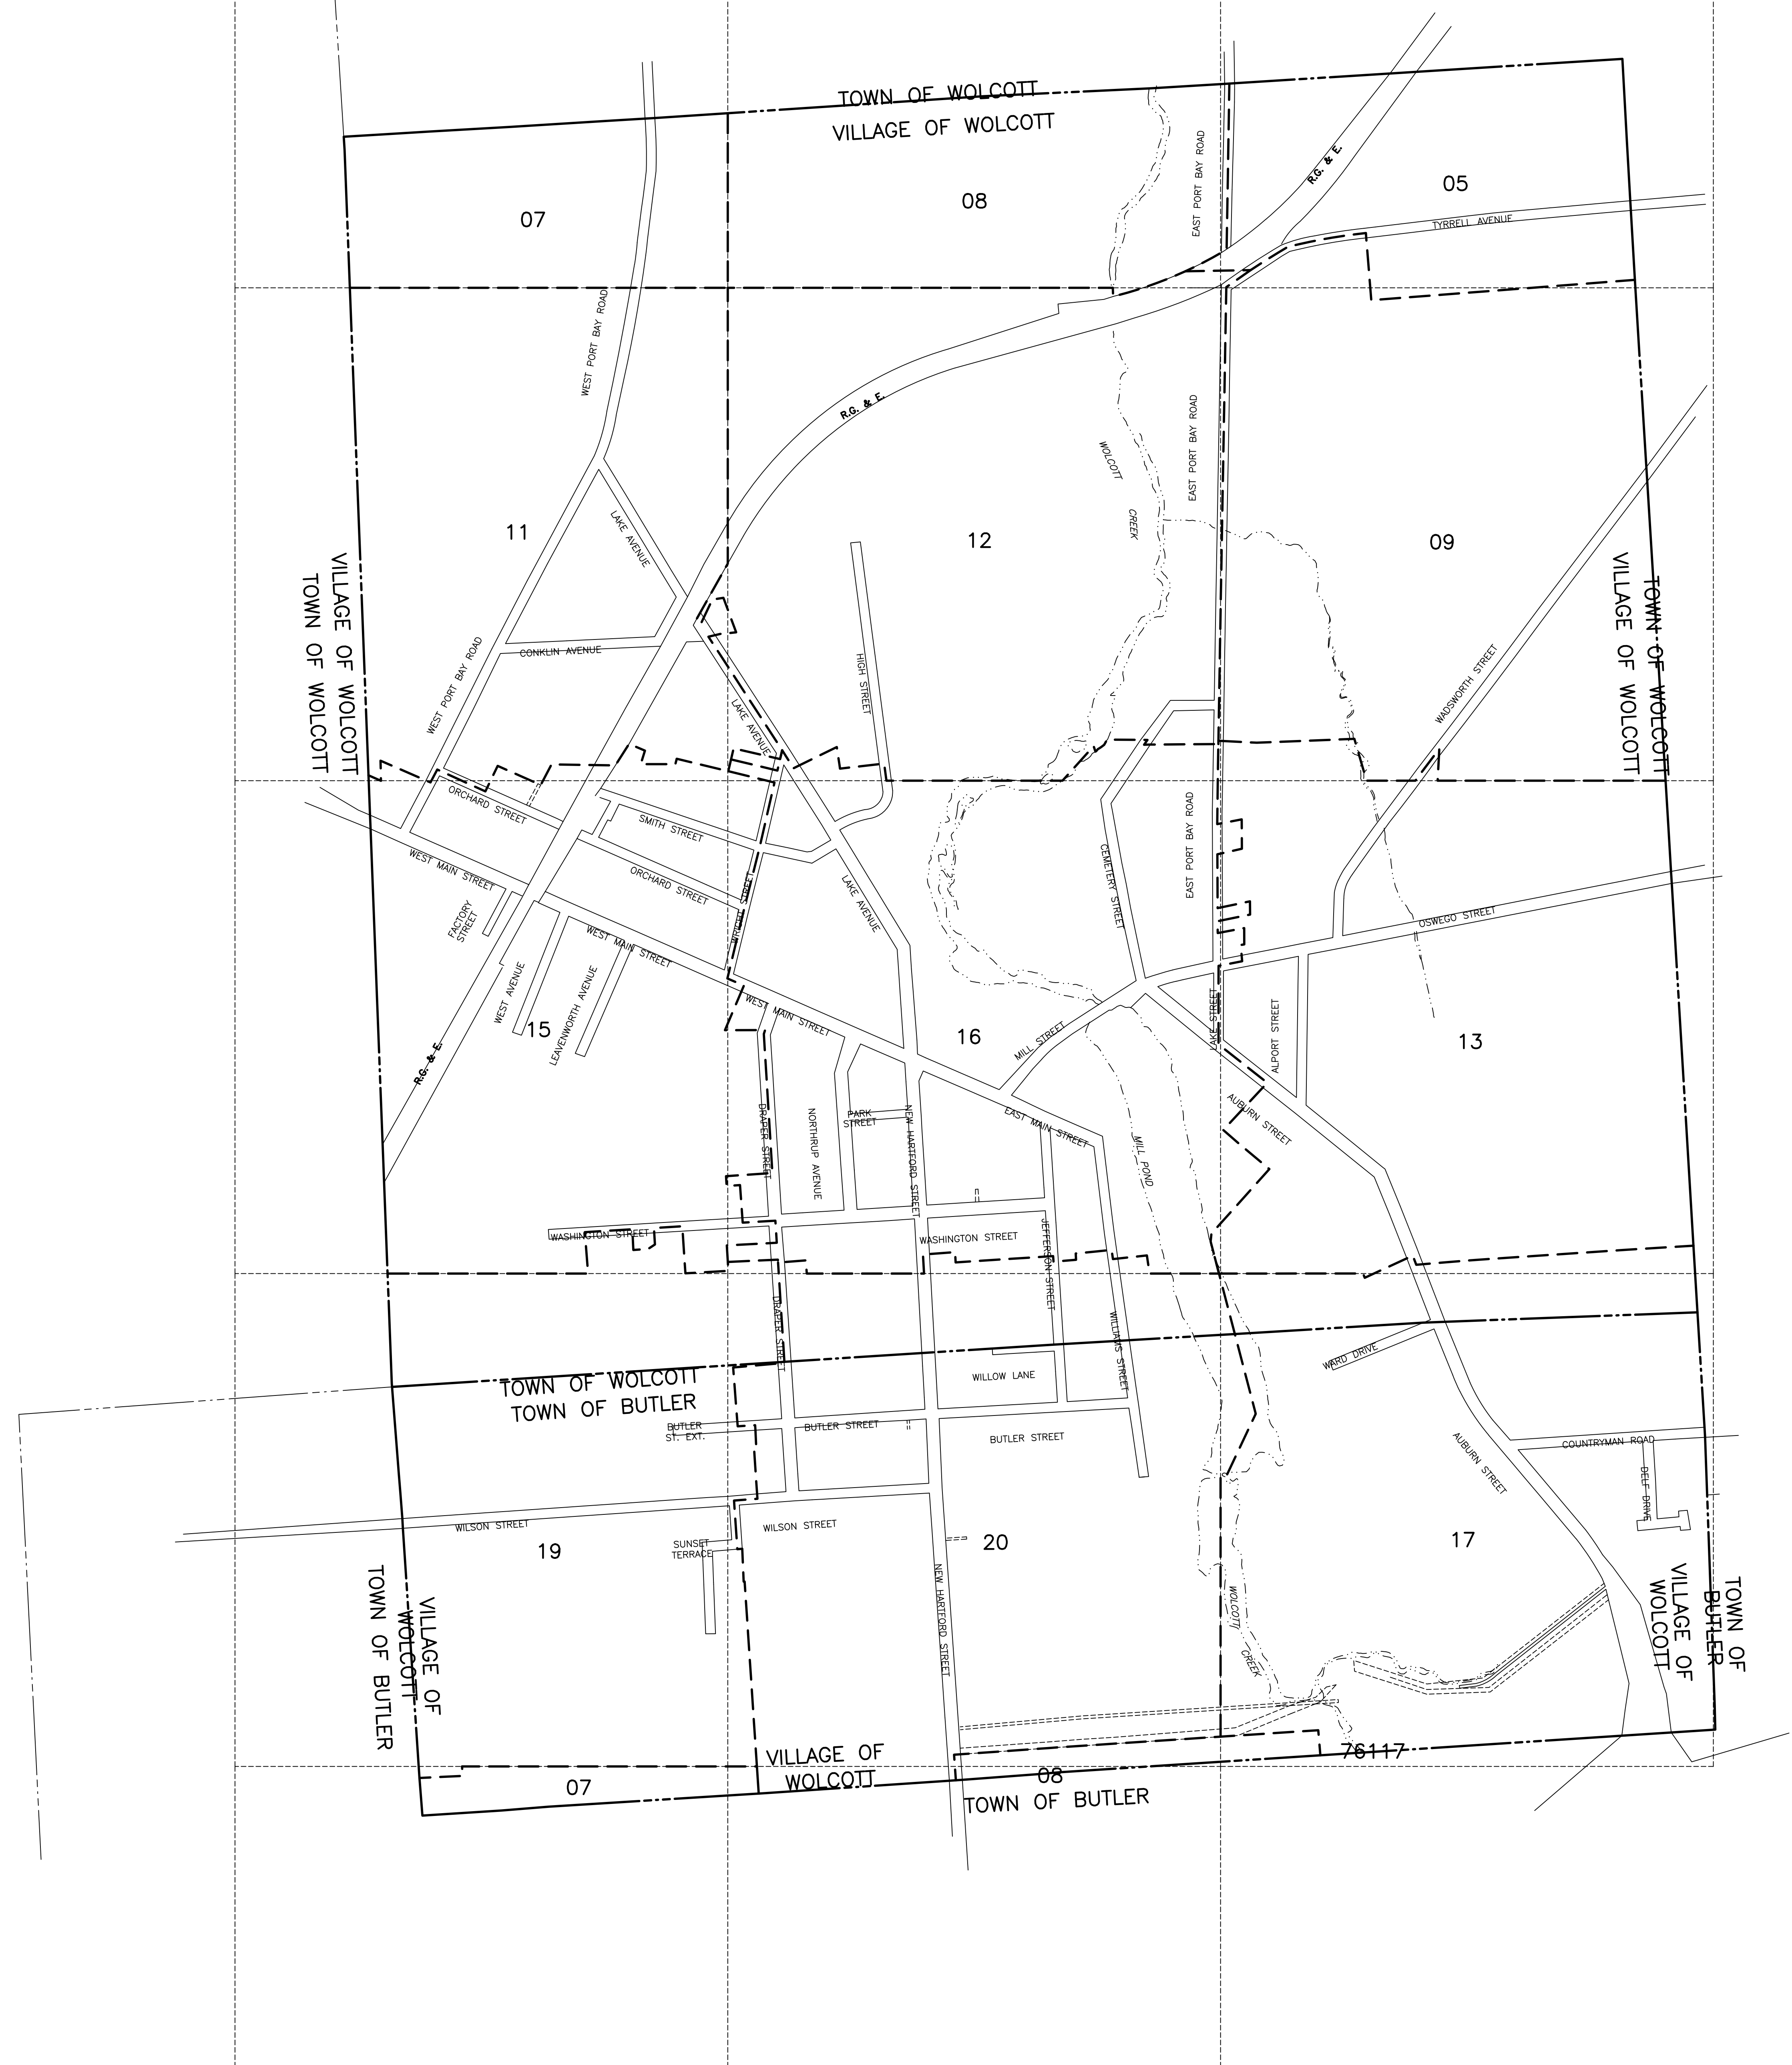 TOWN OF WOLCOTT
VILLAGE OF WOLCOTT
07
08
05
EAST PORT BAY ROAD
R.G. & E.
TYRRELL AVENUE
WEST PORT BAY ROAD
R.G. & E.
EAST PORT BAY ROAD
WOLCOTT
CREEK
11
12
09
LAKE AVENUE
VILLAGE OF WOLCOTT
TOWN OF WOLCOTT
TOWN OF WOLCOTT
VILLAGE OF WOLCOTT
CONKLIN AVENUE
WEST PORT BAY ROAD
HIGH STREET
LAKE AVENUE
WADSWORTH STREET
ORCHARD STREET
SMITH STREET
WEST MAIN STREET
ORCHARD STREET
FACTORY
STREET
WRIGHT STREET
LAKE AVENUE
CEMETERY STREET
EAST PORT BAY ROAD
OSWEGO STREET
WEST MAIN STREET
WEST AVENUE
LEAVENWORTH AVENUE
WEST MAIN STREET
15
16
13
R.G. & E.
MILL STREET
LAKE STREET
ALPORT STREET
AUBURN STREET
DRAPER STREET
NORTHRUP AVENUE
PARK
STREET
NEW HARTFORD STREET
EAST MAIN STREET
MILL POND
WASHINGTON STREET
WASHINGTON STREET
JEFFERSON STREET
DRAPER STREET
WILLIAMS STREET
WARD DRIVE
WILLOW LANE
TOWN OF WOLCOTT
TOWN OF BUTLER
BUTLER
ST. EXT.
BUTLER STREET
BUTLER STREET
AUBURN STREET
COUNTRYMAN ROAD
DELF DRIVE
WILSON STREET
WILSON STREET
SUNSET
TERRACE
19
20
17
NEW HARTFORD STREET
WOLCOTT
CREEK
VILLAGE OF
WOLCOTT
TOWN OF BUTLER
TOWN OF
BUTLER
VILLAGE OF
WOLCOTT
VILLAGE OF
WOLCOTT
07
08
76117
TOWN OF BUTLER